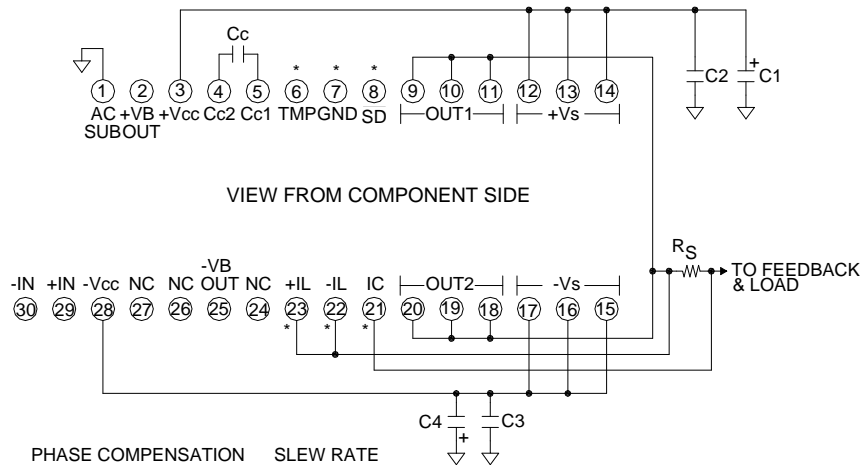 Cc
C2
+
C1
* * *
1 2 3 4 5 6 7 8 9 10 11 12 13 14
AC +VB +Vcc Cc2 Cc1 TMP GND SD OUT1 +Vs
SUB OUT
VIEW FROM COMPONENT SIDE
RS
TO FEEDBACK
& LOAD
-IN +IN -Vcc NC NC -VB OUT NC +IL -IL IC OUT2 -Vs
30 29 28 27 26 25 24 23 22 21 20 19 18 17 16 15
* * *
C4
+
C3
PHASE COMPENSATION SLEW RATE